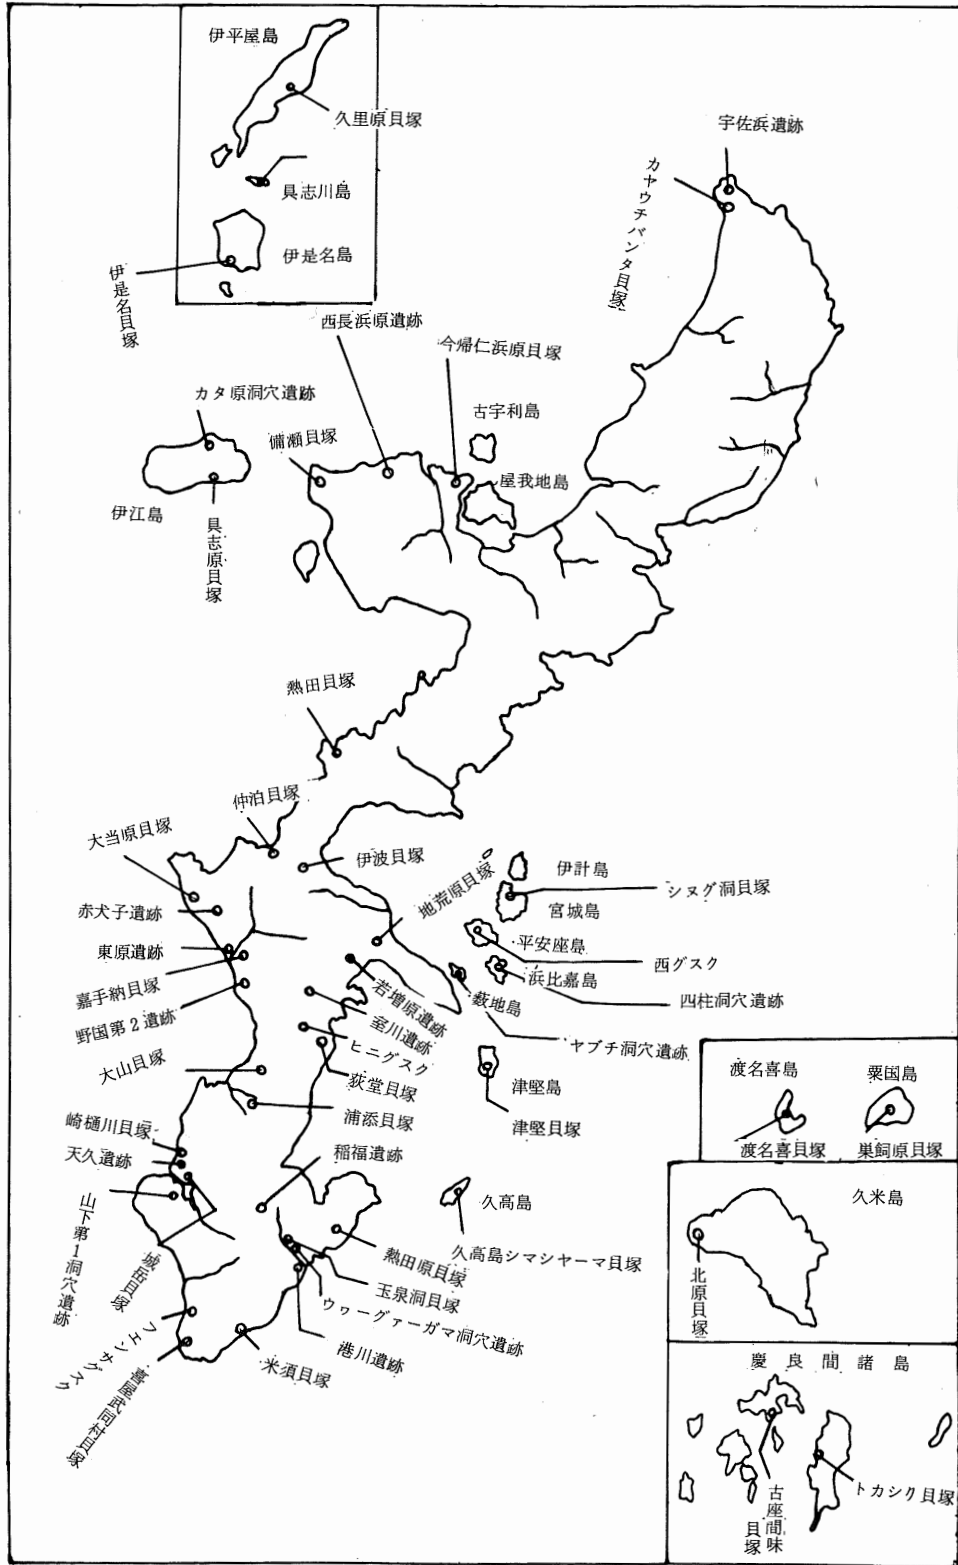 伊平屋島
久里原貝塚
具志川島
伊是名島
伊是名貝塚
宇佐浜遺跡
カヤウチバンタ貝塚
西長浜原遺跡
今帰仁浜原貝塚
カタ原洞穴遺跡
備瀬貝塚
古宇利島
屋我地島
伊江島
具志原貝塚
熱田貝塚
仲泊貝塚
大当原貝塚
伊波貝塚
地荒原貝塚
伊計島
シヌグ洞貝塚
宮城島
赤犬子遺跡
東原遺跡
平安座島
西グスク
嘉手納貝塚
浜比嘉島
四柱洞穴遺跡
若増原遺跡
藪地島
野国第2遺跡
室川遺跡
ヤブチ洞穴遺跡
ヒニグスク
大山貝塚
荻堂貝塚
津堅島
津堅貝塚
浦添貝塚
崎樋川貝塚
天久遺跡
稲福遺跡
久高島
久高島シマシヤーマ貝塚
山下第1洞穴遺跡
城岳貝塚
熱田原貝塚
玉泉洞貝塚
ウヮーグァーガマ洞穴遺跡
港川遺跡
米須貝塚
フェンサグスク
喜屋武同村貝塚
渡名喜島
粟国島
渡名喜貝塚
巣飼原貝塚
久米島
北原貝塚
慶良間諸島
古座間味
貝塚
トカシク貝塚